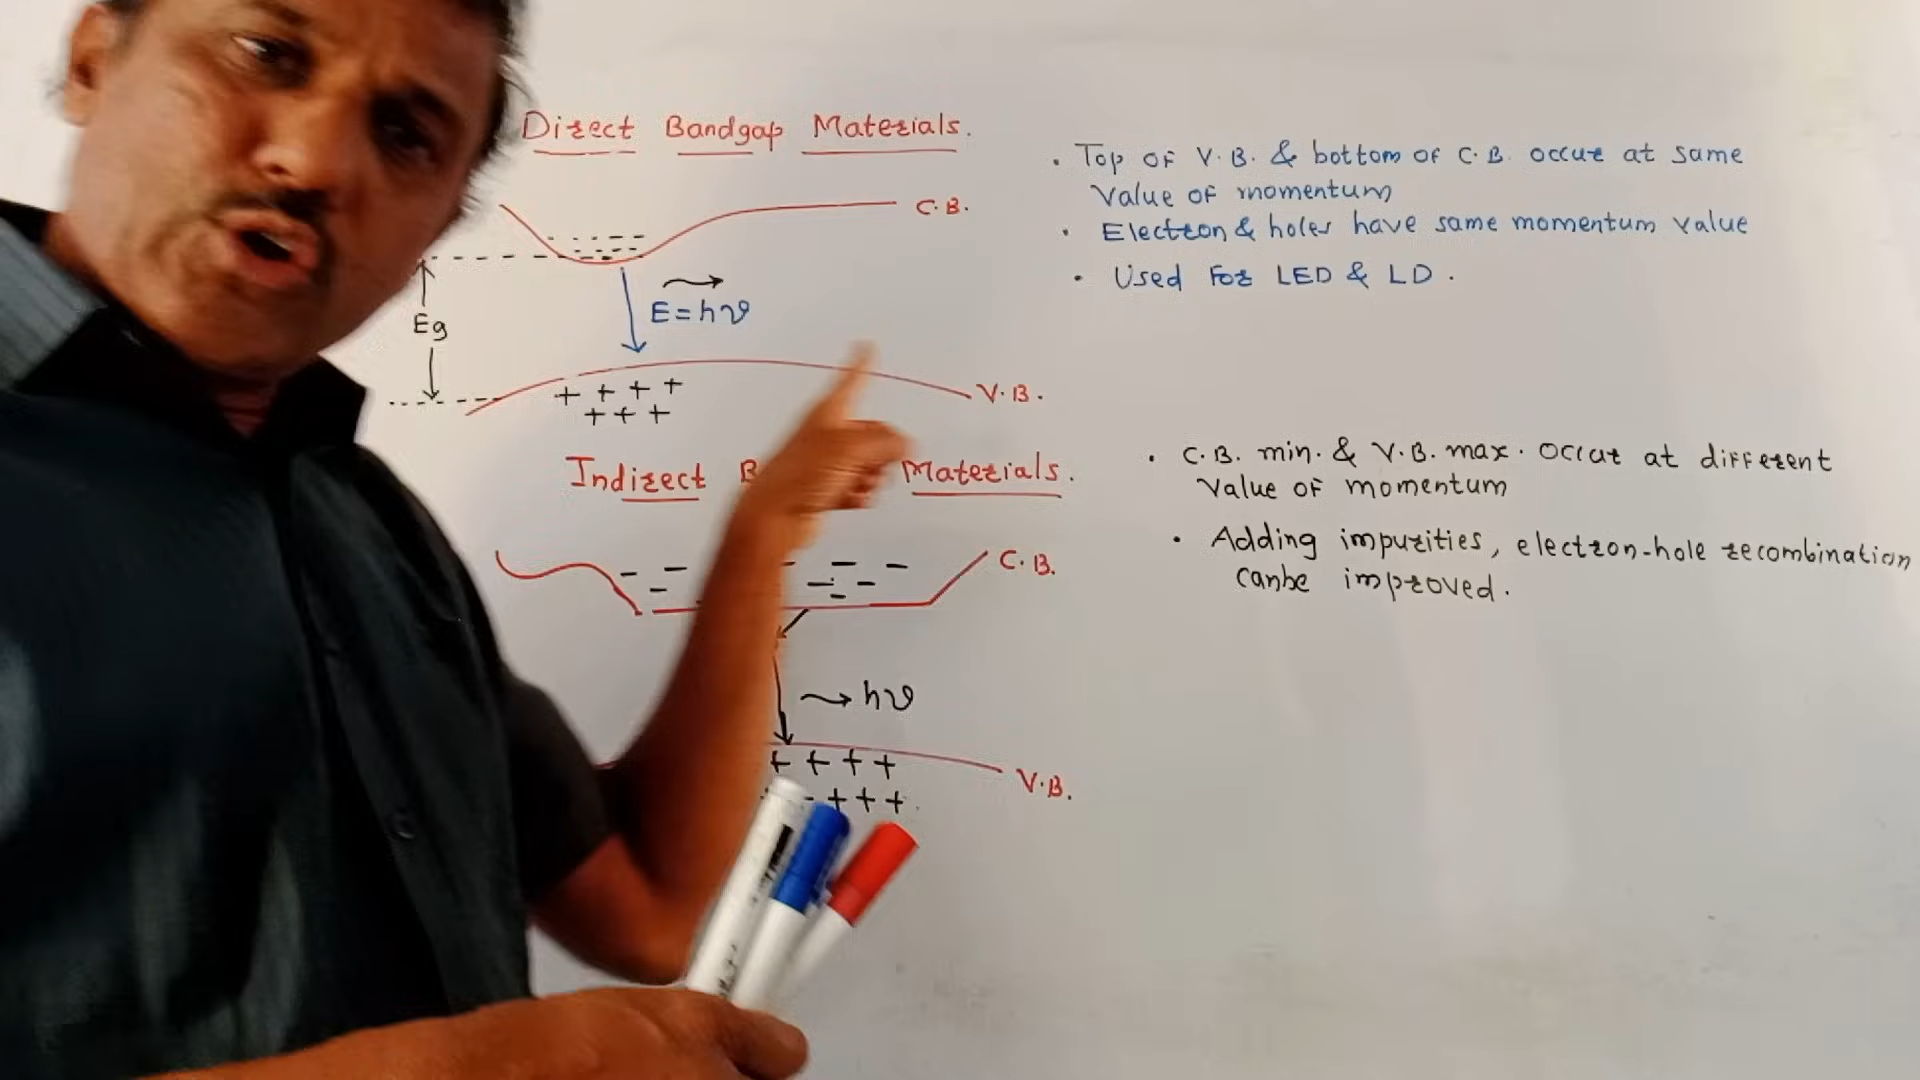 Direct Bandgap Materials.
C.B.
Eg
E=hν
+ + + +
+ + +
V.B.
• Top of V.B. & bottom of C.B. occur at same
value of momentum
• Electron & holes have same momentum value
• Used for LED & LD.
Indirect Materials.
C.B.
hν
+ + + +
+ + +
V.B.
• C.B. min. & V.B. max. occur at different
value of momentum
• Adding impurities, electron-hole recombination
canbe improved.